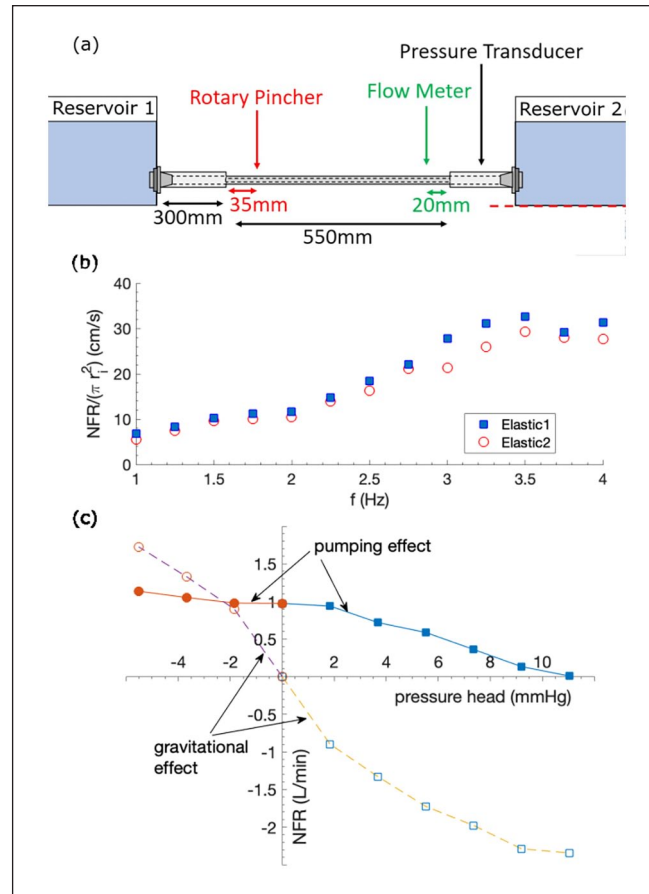 (a)
Pressure Transducer
Flow Meter
Rotary Pincher
Reservoir 1
Reservoir 2
35mm
20mm
300mm
550mm
(b)
40
30
20
10
0
NFR/(π r_i^2) (cm/s)
Elastic1
Elastic2
1
1.5
2
2.5
3
3.5
4
f (Hz)
(c)
1.5
pumping effect
1
0.5
-4
-2
2
4
6
8
10
pressure head (mmHg)
-0.5
gravitational
effect
-1
-1.5
-2
NFR (L/min)